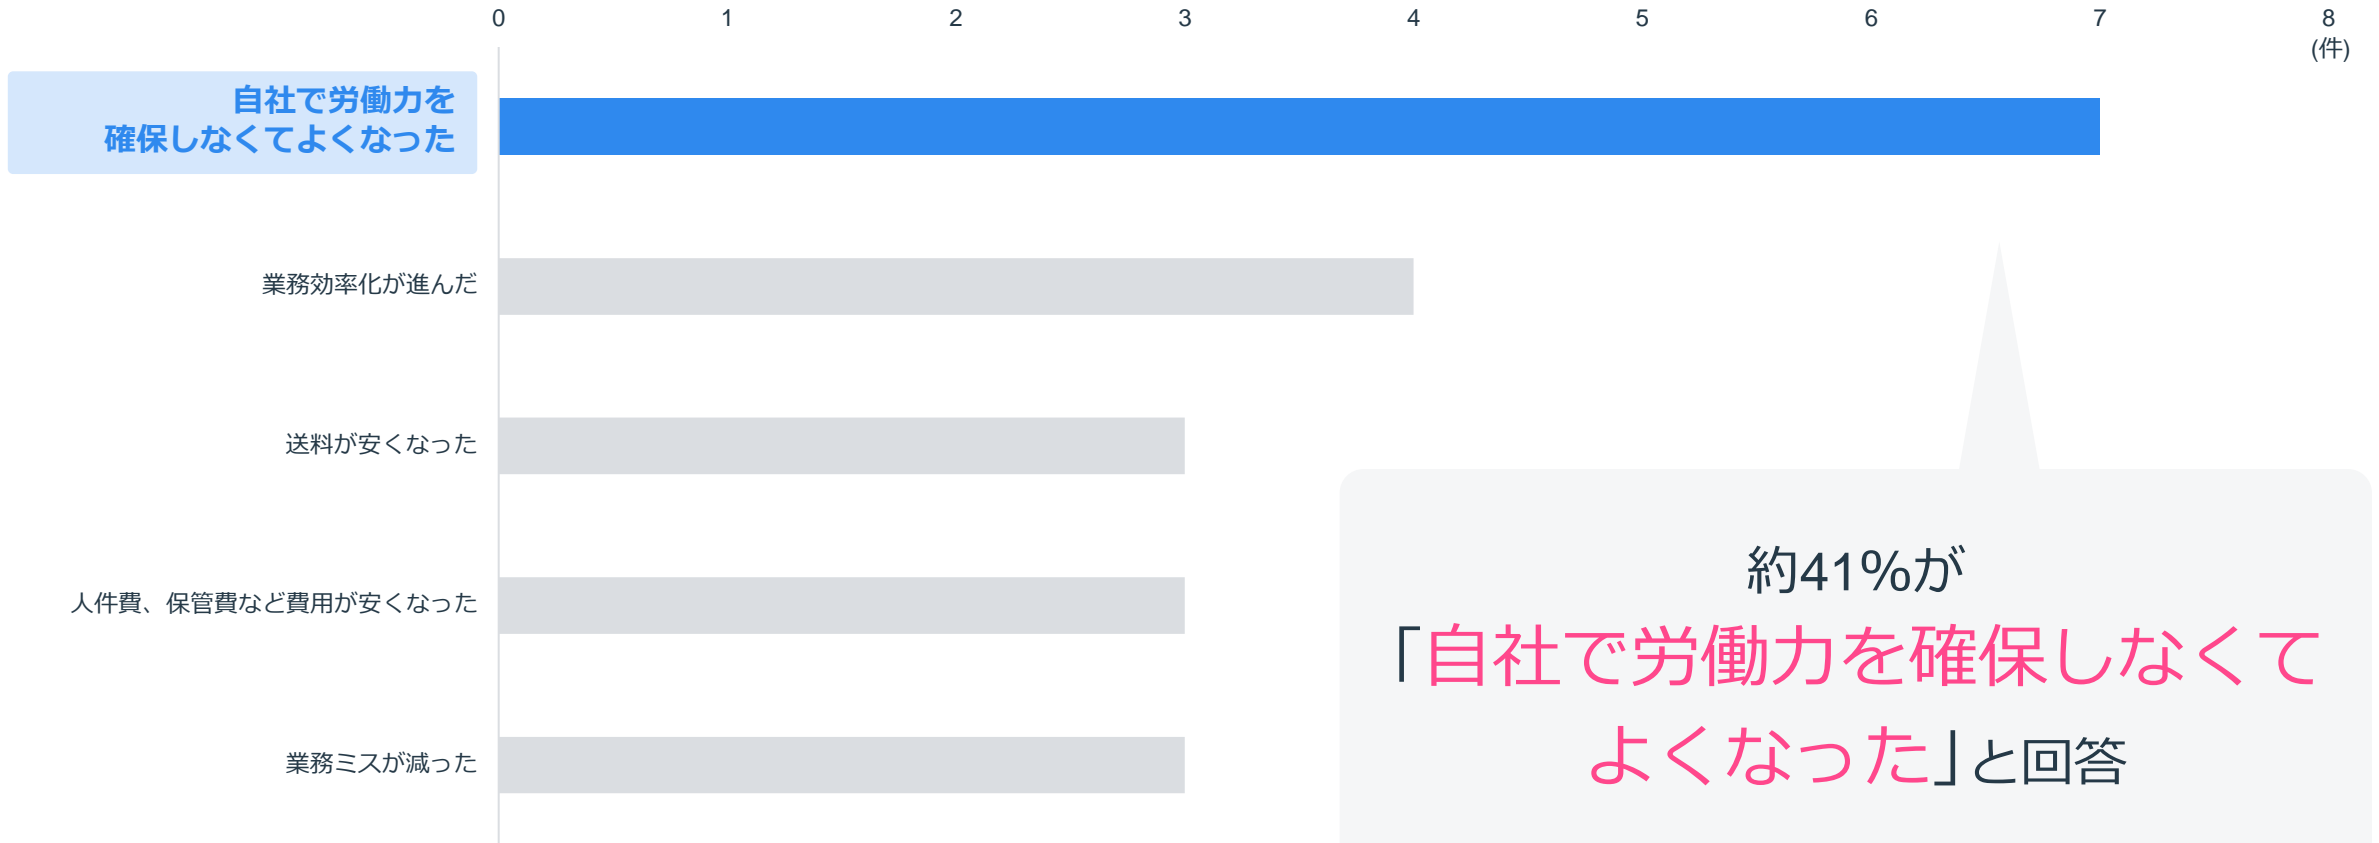 0 1 2 3 4 5 6 7 8
(件)
自社で労働力を
確保しなくてよくなった
業務効率化が進んだ
送料が安くなった
人件費、保管費など費用が安くなった
業務ミスが減った
約41%が
「自社で労働力を確保しなくて
よくなった」と回答